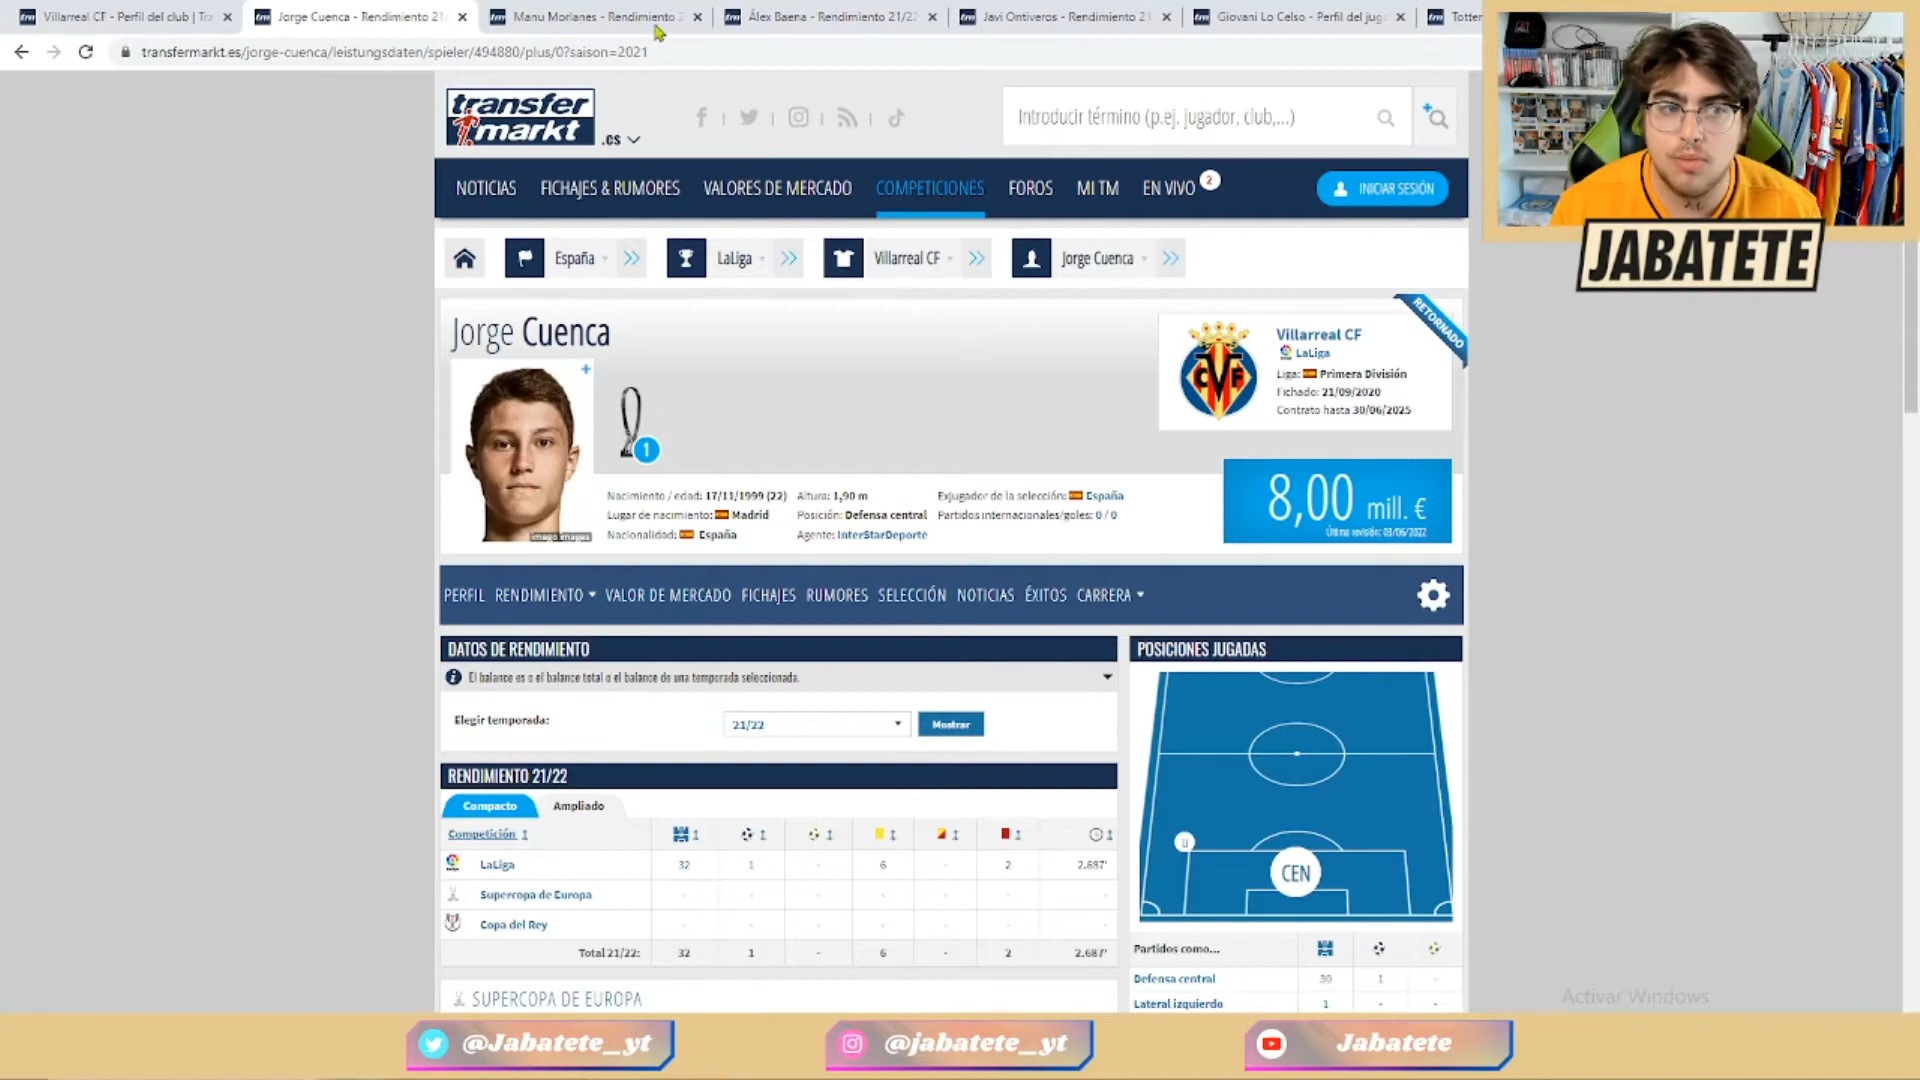 Villarreal CF - Perfil del club | Tra
Jorge Cuenca - Rendimiento 21/
Manu Morlanes - Rendimiento 2
Álex Baena - Rendimiento 21/22
Javi Ontiveros - Rendimiento 21
Giovani Lo Celso - Perfil del jug
Totter
transfermarkt.es/jorge-cuenca/leistungsdaten/spieler/494880/plus/0?saison=2021
transfer
markt
.es
Introducir término (p.ej. jugador, club,...)
NOTICIAS
FICHAJES & RUMORES
VALORES DE MERCADO
COMPETICIONES
FOROS
MI TM
EN VIVO
2
INICIAR SESIÓN
JABATETE
España
LaLiga
Villarreal CF
Jorge Cuenca
Jorge Cuenca
RETORNADO
Villarreal CF
LaLiga
Liga: Primera División
Fichado: 21/09/2020
Contrato hasta 30/06/2025
1
imago images
Nacimiento / edad: 17/11/1999 (22)
Lugar de nacimiento: Madrid
Nacionalidad: España
Altura: 1,90 m
Posición: Defensa central
Agente: InterStarDeporte
Exjugador de la selección: España
Partidos internacionales/goles: 0 / 0
8,00 mill. €
Última revisión: 03/06/2022
PERFIL RENDIMIENTO VALOR DE MERCADO FICHAJES RUMORES SELECCIÓN NOTICIAS ÉXITOS CARRERA
DATOS DE RENDIMIENTO
El balance es o el balance total o el balance de una temporada seleccionada.
Elegir temporada: 21/22 Mostrar
RENDIMIENTO 21/22
Compacto Ampliado
Competición
LaLiga 32 1 - 6 - 2 2.687'
Supercopa de Europa - - - - - - -
Copa del Rey - - - - - - -
Total 21/22: 32 1 - 6 - 2 2.687'
SUPERCOPA DE EUROPA
POSICIONES JUGADAS
LI
CEN
Partidos como...
Defensa central 30 1 -
Lateral izquierdo 1 - -
Activar Windows
@Jabatete_yt
@jabatete_yt
Jabatete